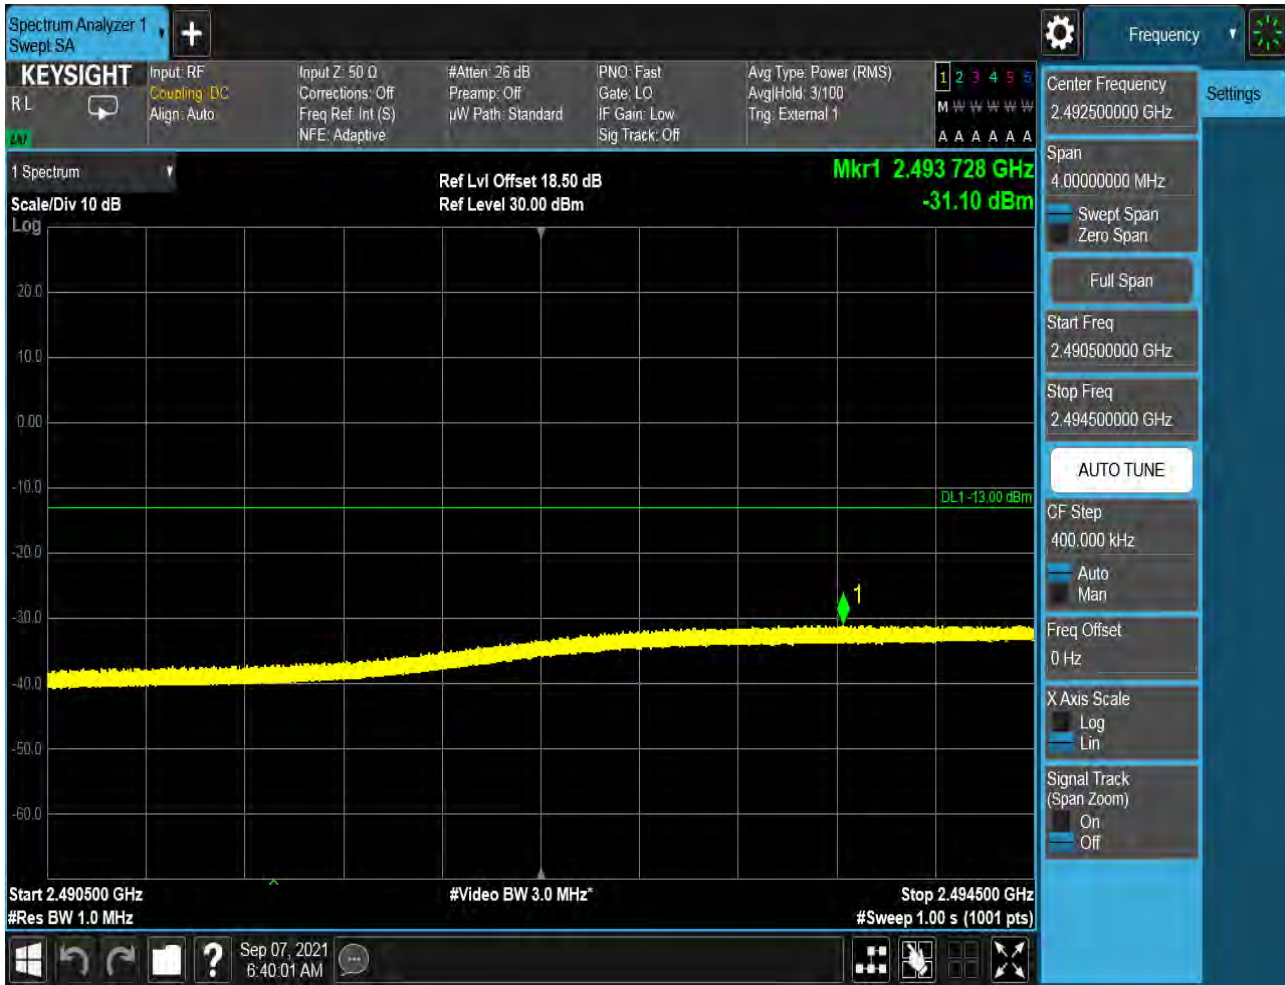 Spectrum Analyzer 1
Swept SA
+
Frequency
KEYSIGHT
R L
LNI
Input: RF
Coupling: DC
Align: Auto
Input Z: 50 Ω
Corrections: Off
Freq Ref: Int (S)
NFE: Adaptive
#Atten: 26 dB
Preamp: Off
µW Path: Standard
PNO: Fast
Gate: LO
IF Gain: Low
Sig Track: Off
Avg Type: Power (RMS)
Avg|Hold: 3/100
Trig: External 1
1 2 3 4 5 6
M W W W W W
A A A A A A
1 Spectrum
Scale/Div 10 dB
Log
Ref Lvl Offset 18.50 dB
Ref Level 30.00 dBm
Mkr1 2.493 728 GHz
-31.10 dBm
20.0
10.0
0.00
-10.0
DL1 -13.00 dBm
-20.0
1
-30.0
-40.0
-50.0
-60.0
Start 2.490500 GHz
#Video BW 3.0 MHz*
Stop 2.494500 GHz
#Res BW 1.0 MHz
#Sweep 1.00 s (1001 pts)
?
Sep 07, 2021
6:40:01 AM
Center Frequency
2.492500000 GHz
Settings
Span
4.00000000 MHz
Swept Span
Zero Span
Full Span
Start Freq
2.490500000 GHz
Stop Freq
2.494500000 GHz
AUTO TUNE
CF Step
400.000 kHz
Auto
Man
Freq Offset
0 Hz
X Axis Scale
Log
Lin
Signal Track
(Span Zoom)
On
Off